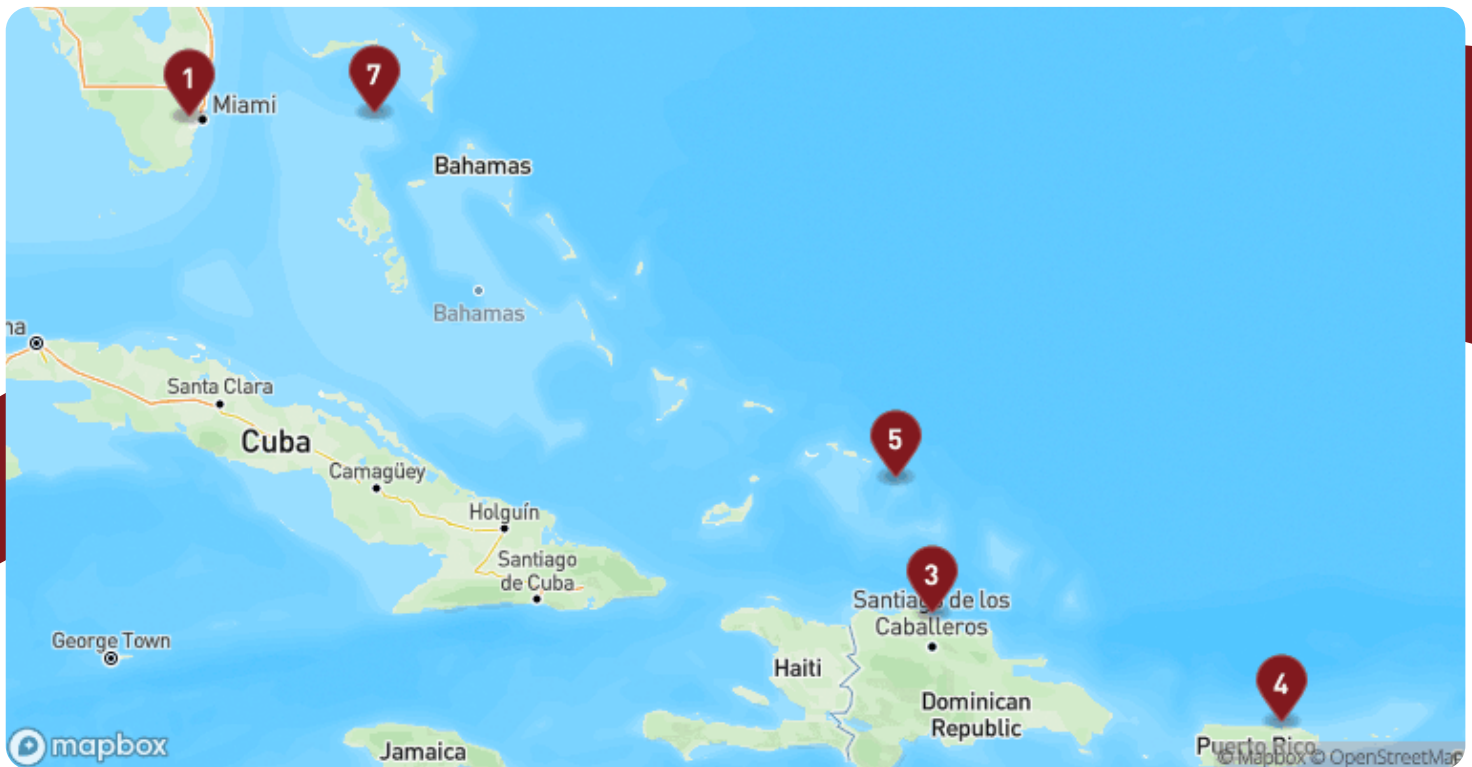 1
7
Miami
Bahamas
Bahamas
na
Santa Clara
Cuba
5
Camagüey
Holguín
Santiago
de Cuba
3
Santiago de los
Caballeros
George Town
Haiti
4
Dominican
Republic
Puerto Rico
Jamaica
mapbox
© Mapbox © OpenStreetMap